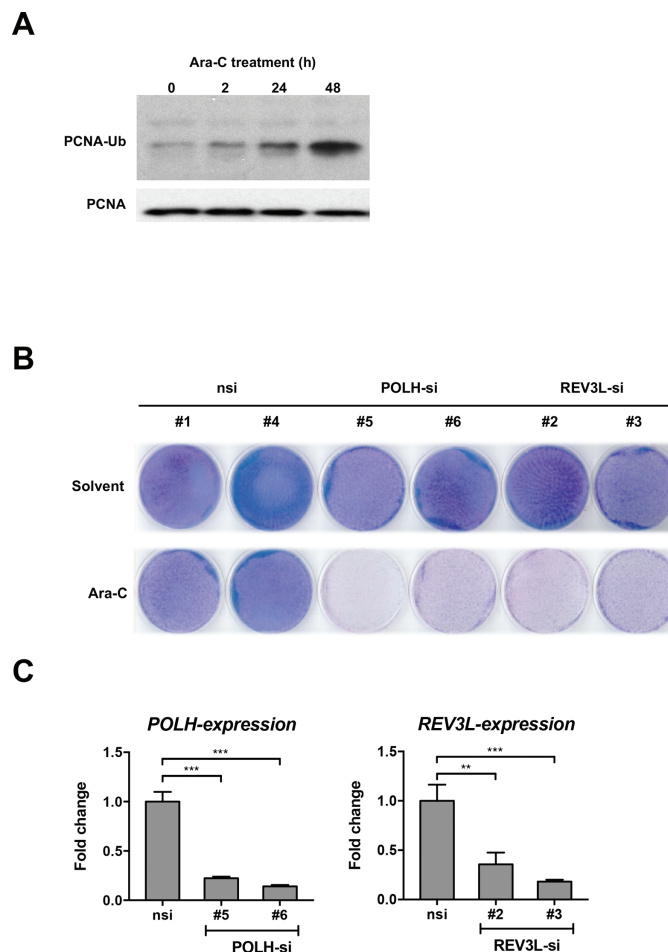 A
Ara-C treatment (h)
0 2 24 48
PCNA-Ub
PCNA
B
nsi POLH-si REV3L-si
#1 #4 #5 #6 #2 #3
Solvent
Ara-C
C
POLH-expression
Fold change
1.5
1.0
0.5
0.0
***
***
nsi #5 #6
POLH-si
REV3L-expression
Fold change
1.5
1.0
0.5
0.0
***
**
nsi #2 #3
REV3L-si